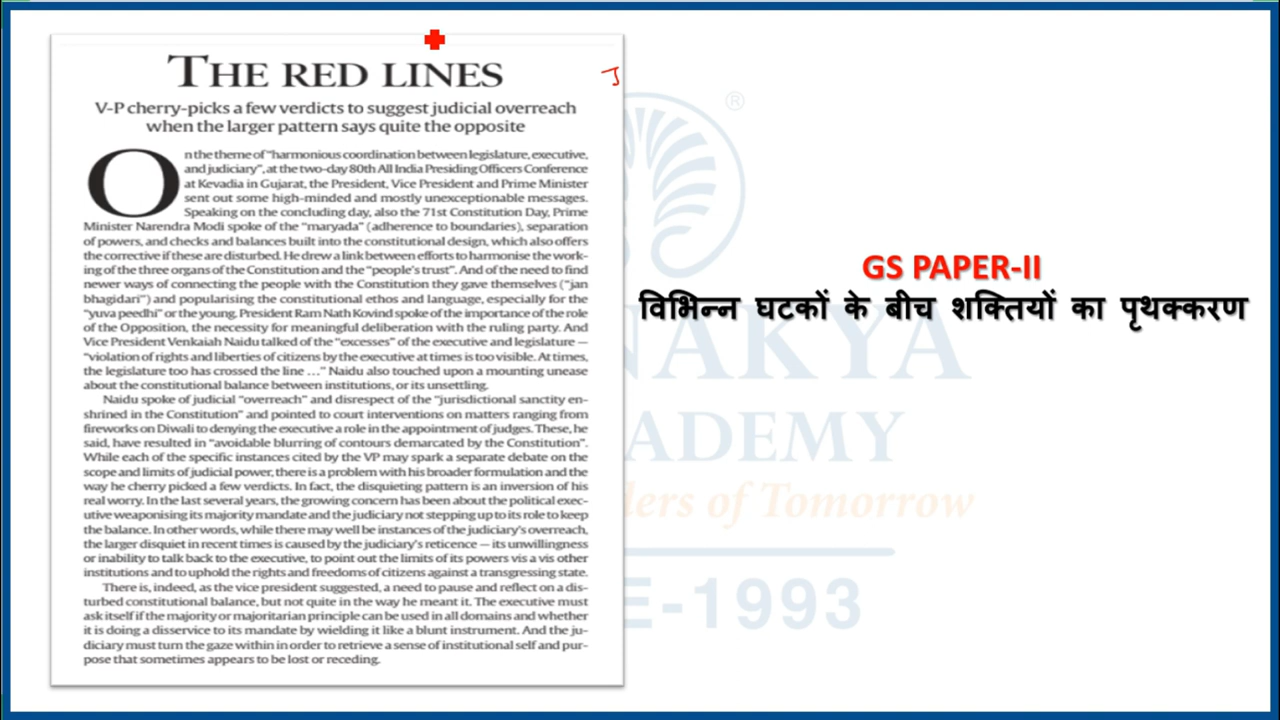 THE RED LINES
V-P cherry-picks a few verdicts to suggest judicial overreach
when the larger pattern says quite the opposite
On the theme of "harmonious coordination between legislature, executive,
and judiciary", at the two-day 80th All India Presiding Officers Conference
at Kevadia in Gujarat, the President, Vice President and Prime Minister
sent out some high-minded and mostly unexceptionable messages.
Speaking on the concluding day, also the 71st Constitution Day, Prime
Minister Narendra Modi spoke of the "maryada" (adherence to boundaries), separation
of powers, and checks and balances built into the constitutional design, which also offers
the corrective if these are disturbed. He drew a link between efforts to harmonise the work-
ing of the three organs of the Constitution and the "people's trust". And of the need to find
newer ways of connecting the people with the Constitution they gave themselves ("jan
bhagidari") and popularising the constitutional ethos and language, especially for the
"yuva peedhi" or the young. President Ram Nath Kovind spoke of the importance of the role
of the Opposition, the necessity for meaningful deliberation with the ruling party. And
Vice President Venkaiah Naidu talked of the "excesses" of the executive and legislature —
"violation of rights and liberties of citizens by the executive at times is too visible. At times,
the legislature too has crossed the line ..." Naidu also touched upon a mounting unease
about the constitutional balance between institutions, or its unsettling.
Naidu spoke of judicial "overreach" and disrespect of the "jurisdictional sanctity en-
shrined in the Constitution" and pointed to court interventions on matters ranging from
fireworks on Diwali to denying the executive a role in the appointment of judges. These, he
said, have resulted in "avoidable blurring of contours demarcated by the Constitution".
While each of the specific instances cited by the VP may spark a separate debate on the
scope and limits of judicial power, there is a problem with his broader formulation and the
way he cherry picked a few verdicts. In fact, the disquieting pattern is an inversion of his
real worry. In the last several years, the growing concern has been about the political exec-
utive weaponising its majority mandate and the judiciary not stepping up to its role to keep
the balance. In other words, while there may well be instances of the judiciary's overreach,
the larger disquiet in recent times is caused by the judiciary's reticence — its unwillingness
or inability to talk back to the executive, to point out the limits of its powers vis a vis other
institutions and to uphold the rights and freedoms of citizens against a transgressing state.
There is, indeed, as the vice president suggested, a need to pause and reflect on a dis-
turbed constitutional balance, but not quite in the way he meant it. The executive must
ask itself if the majority or majoritarian principle can be used in all domains and whether
it is doing a disservice to its mandate by wielding it like a blunt instrument. And the ju-
diciary must turn the gaze within in order to retrieve a sense of institutional self and pur-
pose that sometimes appears to be lost or receding.
GS PAPER-II
विभिन्न घटकों के बीच शक्तियों का पृथक्करण
NAKYA
ADEMY
ders of Tomorrow
E-1993